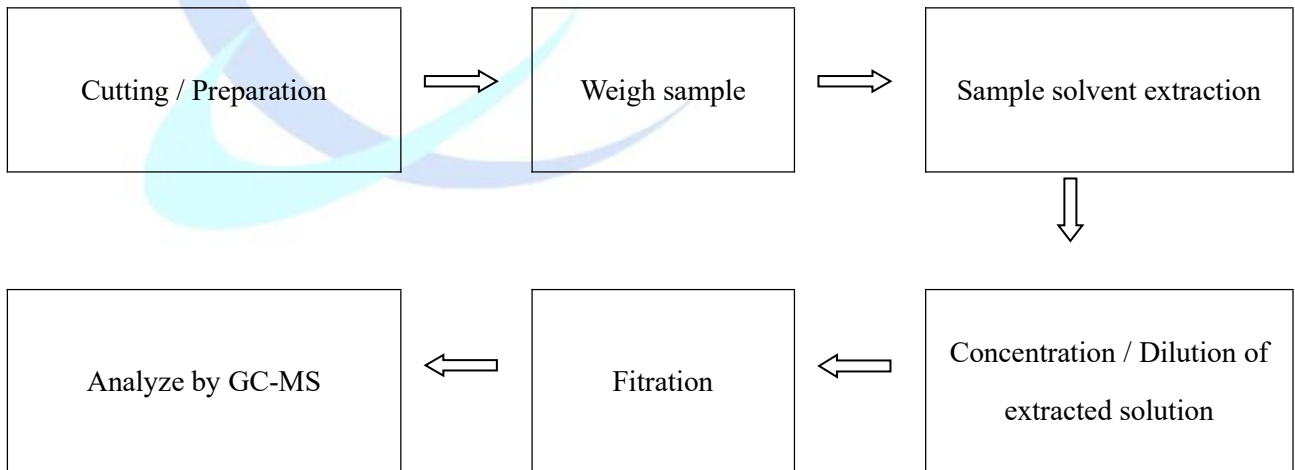 Cutting / Preparation
Weigh sample
Sample solvent extraction
Concentration / Dilution of
extracted solution
Fitration
Analyze by GC-MS